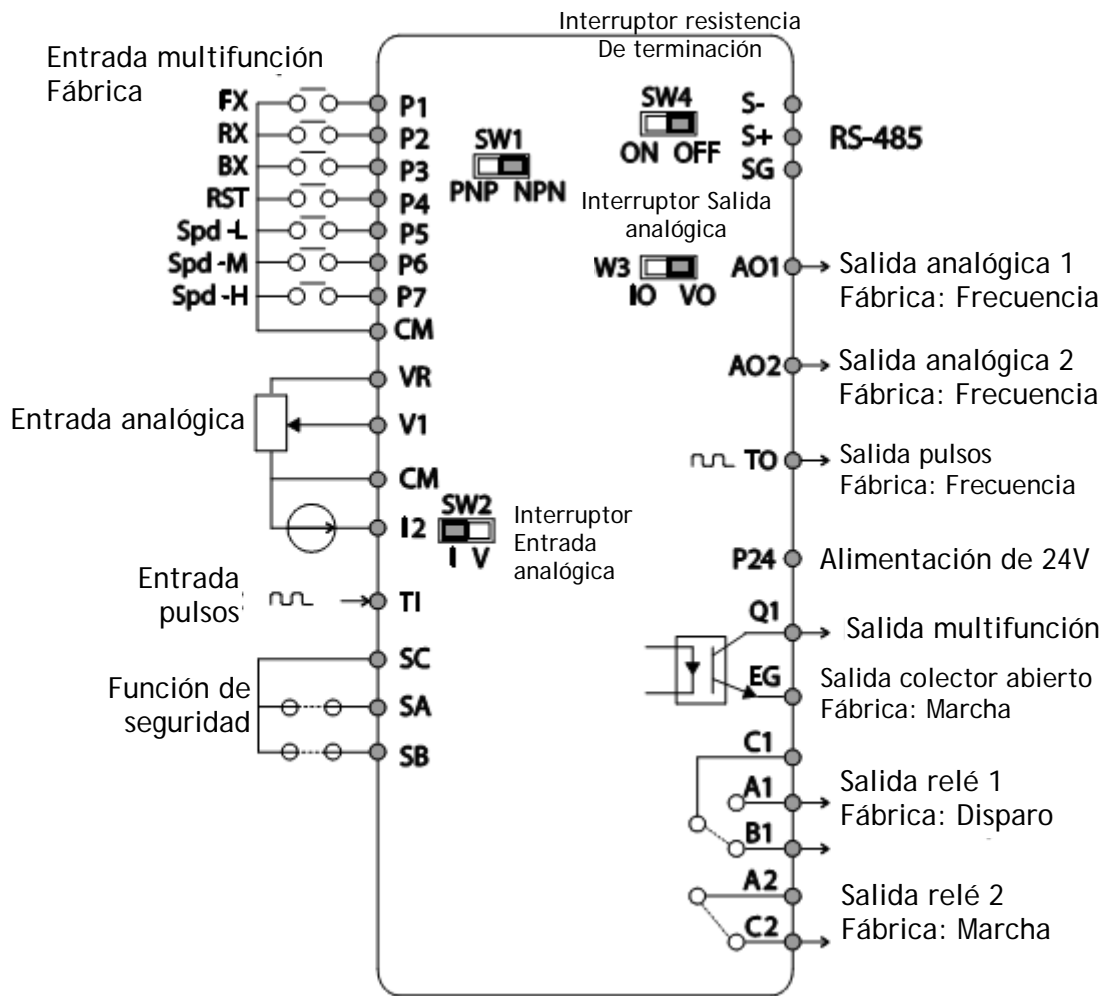 Interruptor resistencia
De terminación
Entrada multifunción
Fábrica
FX
P1
RX
P2
BX
P3
RST
P4
Spd -L
P5
Spd -M
P6
Spd -H
P7
CM
SW1
PNP NPN
SW4
ON OFF
S-
S+
SG
RS-485
Interruptor Salida
analógica
W3
IO VO
AO1
Salida analógica 1
Fábrica: Frecuencia
AO2
Salida analógica 2
Fábrica: Frecuencia
VR
Entrada analógica
V1
CM
I2
SW2
I V
Interruptor
Entrada
analógica
TO
Salida pulsos
Fábrica: Frecuencia
P24
Alimentación de 24V
Entrada
pulsos
TI
Q1
Salida multifunción
EG
Salida colector abierto
Fábrica: Marcha
Función de
seguridad
SC
SA
SB
C1
A1
B1
Salida relé 1
Fábrica: Disparo
A2
C2
Salida relé 2
Fábrica: Marcha